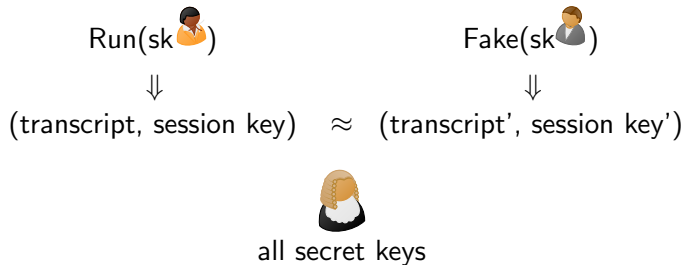 Run(sk) Fake(sk)
⇓ ⇓
(transcript, session key) ≈ (transcript', session key')
all secret keys